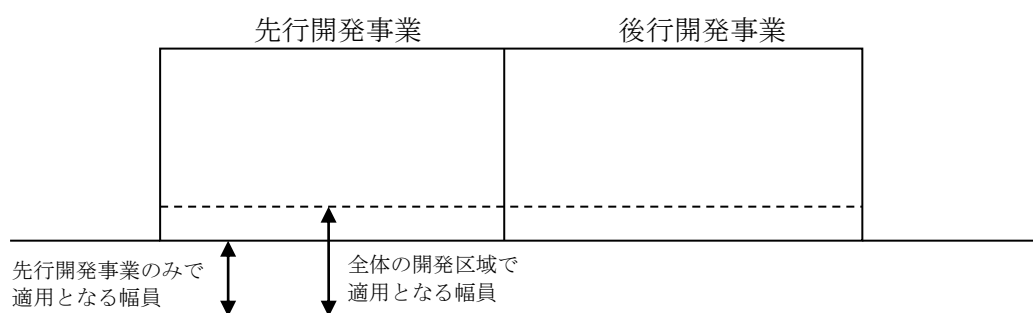 先行開発事業
後行開発事業
先行開発事業のみで
適用となる幅員
全体の開発区域で
適用となる幅員